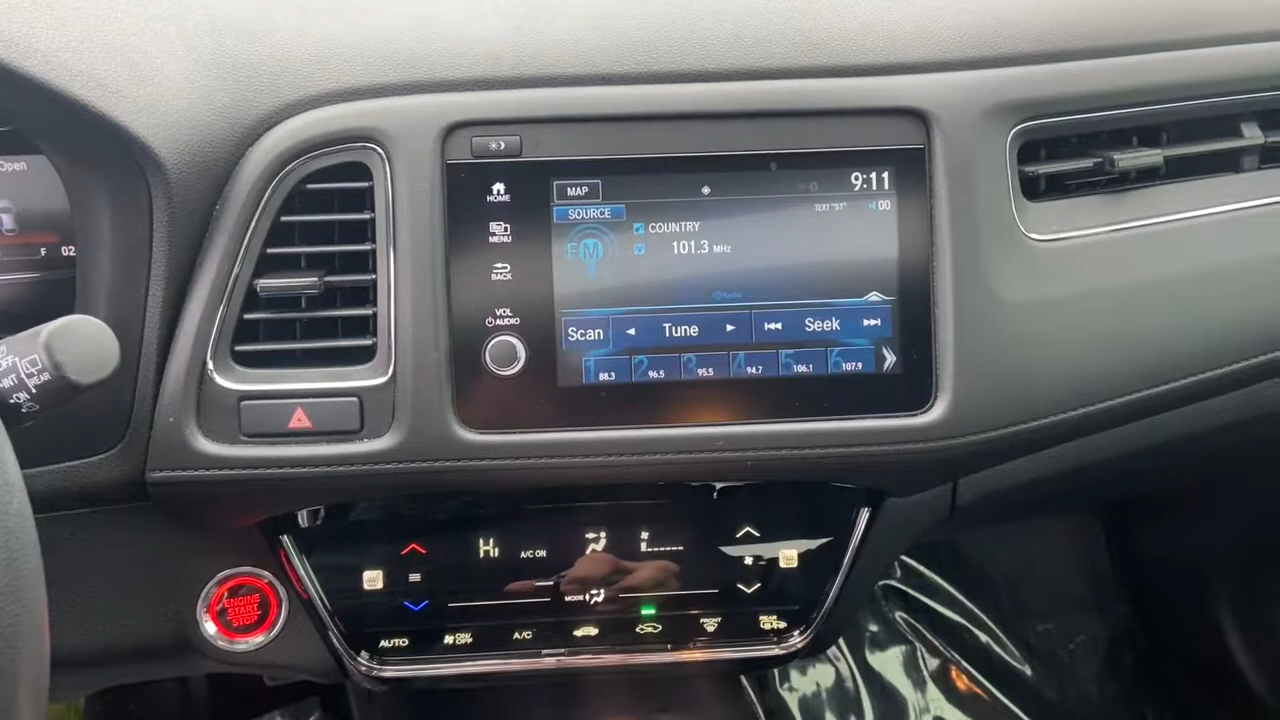 Open
F 02
OFF
INT
ON
REAR
HOME
MENU
BACK
VOL
AUDIO
MAP
9:11
SOURCE
TEXT "ST"
00
FM
COUNTRY
101.3 MHz
Scan
Tune
Seek
1 88.3
2 96.5
3 95.5
4 94.7
5 106.1
6 107.9
ENGINE
START
STOP
Hi
A/C ON
MODE
AUTO
ON/
OFF
A/C
FRONT
REAR